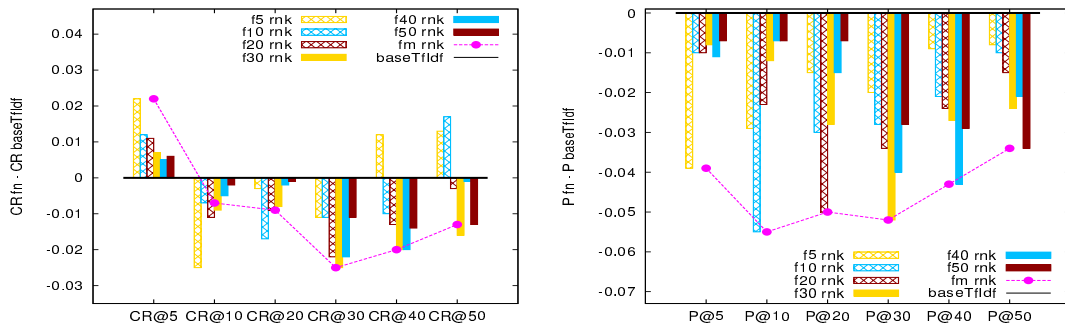 CR fn - CR baseTfIdf
0.04
0.03
0.02
0.01
0
-0.01
-0.02
-0.03
f5 rnk
f10 rnk
f20 rnk
f30 rnk
f40 rnk
f50 rnk
fm rnk
baseTfIdf
CR@5 CR@10 CR@20 CR@30 CR@40 CR@50
P fn - P baseTfIdf
0
-0.01
-0.02
-0.03
-0.04
-0.05
-0.06
-0.07
f5 rnk
f10 rnk
f20 rnk
f30 rnk
f40 rnk
f50 rnk
fm rnk
baseTfIdf
P@5 P@10 P@20 P@30 P@40 P@50